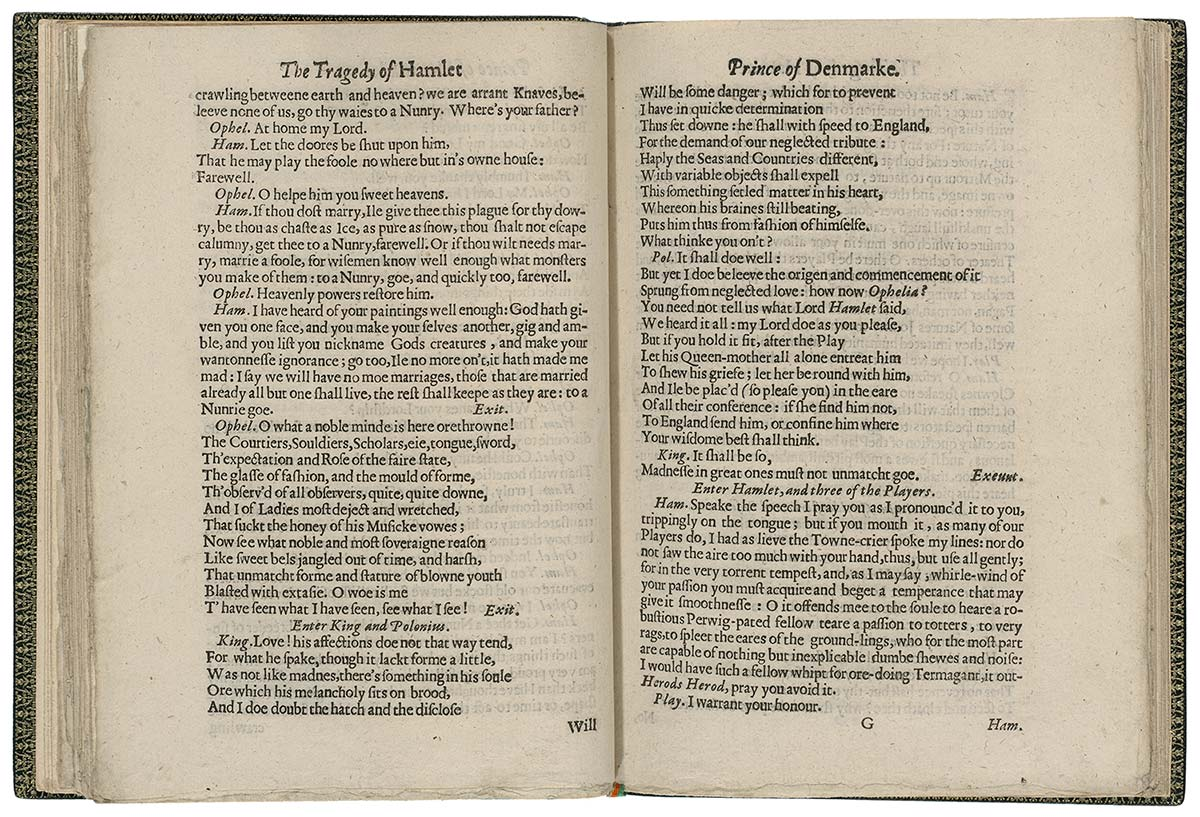 The Tragedy of Hamlet
crawling betweene earth and heaven? we are arrant Knaves, be-
leeve none of us, go thy waies to a Nunry. Where's your father?
Ophel. At home my Lord.
Ham. Let the doores be ſhut upon him,
That he may play the foole no where but in's owne houſe:
Farewell.
Ophel. O helpe him you ſweet heavens.
Ham. If thou doſt marry, Ile give thee this plague for thy dow-
ry, be thou as chaſte as Ice, as pure as ſnow, thou ſhalt not eſcape
calumny, get thee to a Nunry, farewell. Or if thou wilt needs mar-
ry, marrie a foole, for wiſemen know well enough what monſters
you make of them: to a Nunry, goe, and quickly too, farewell.
Ophel. Heavenly powers reſtore him.
Ham. I have heard of your paintings well enough: God hath gi-
ven you one face, and you make your ſelves another, gig and am-
ble, and you liſt you nickname Gods creatures, and make your
wantonneſſe ignorance; go too, Ile no more on't, it hath made me
mad: I ſay we will have no moe marriages, thoſe that are married
already all but one ſhall live, the reſt ſhall keepe as they are: to a
Nunrie goe. Exit.
Ophel. O what a noble minde is here orethrowne!
The Courtiers, Souldiers, Scholars, eie, tongue, ſword,
Th'expectation and Roſe of the faire ſtate,
The glaſſe of faſhion, and the mould of forme,
Th'obſerv'd of all obſervers, quite, quite downe,
And I of Ladies moſt deject and wretched,
That ſuckt the honey of his Muſicke vowes;
Now ſee what noble and moſt ſoveraigne reaſon
Like ſweet bels jangled out of time, and harſh,
That unmatcht forme and ſtature of blowne youth
Blaſted with extaſie. O woe is me
T' have ſeen what I have ſeen, ſee what I ſee! Exit.
Enter King and Polonius.
King. Love! his affections doe not that way tend,
For what he ſpake, though it lackt forme a little,
Was not like madnes, there's ſomething in his ſoule
Ore which his melancholy ſits on brood,
And I doe doubt the hatch and the diſcloſe
Will
Prince of Denmarke.
Will be ſome danger; which for to prevent
I have in quicke determination
Thus ſet downe: he ſhall with ſpeed to England,
For the demand of our neglected tribute:
Haply the Seas and Countries different,
With variable objects ſhall expell
This ſomething ſetled matter in his heart,
Whereon his braines ſtill beating,
Puts him thus from faſhion of himſelfe.
What thinke you on't?
Pol. It ſhall doe well:
But yet I doe beleeve the origen and commencement of it
Sprung from neglected love: how now Ophelia?
You need not tell us what Lord Hamlet ſaid,
We heard it all: my Lord doe as you pleaſe,
But if you hold it fit, after the Play
Let his Queen-mother all alone entreat him
To ſhew his griefe; let her be round with him,
And Ile be plac'd (ſo pleaſe you) in the eare
Of all their conference: if ſhe find him not,
To England ſend him, or confine him where
Your wiſdome beſt ſhall think.
King. It ſhall be ſo,
Madneſſe in great ones muſt not unmatcht goe. Exeunt.
Enter Hamlet, and three of the Players.
Ham. Speake the ſpeech I pray you as I pronounc'd it to you,
trippingly on the tongue; but if you mouth it, as many of our
Players do, I had as lieve the Towne-crier ſpoke my lines: nor do
not ſaw the aire too much with your hand, thus, but uſe all gently;
for in the very torrent tempeſt, and, as I may ſay, whirle-wind of
your paſſion you muſt acquire and beget a temperance that may
give it ſmoothneſſe: O it offends mee to the ſoule to heare a ro-
buſtious Perwig-pated fellow teare a paſſion to totters, to very
rags, to ſpleet the eares of the ground-lings, who for the moſt part
are capable of nothing but inexplicable dumbe ſhewes and noiſe:
I would have ſuch a fellow whipt for ore-doing Termagant, it out-
Herods Herod, pray you avoid it.
Play. I warrant your honour.
G Ham.